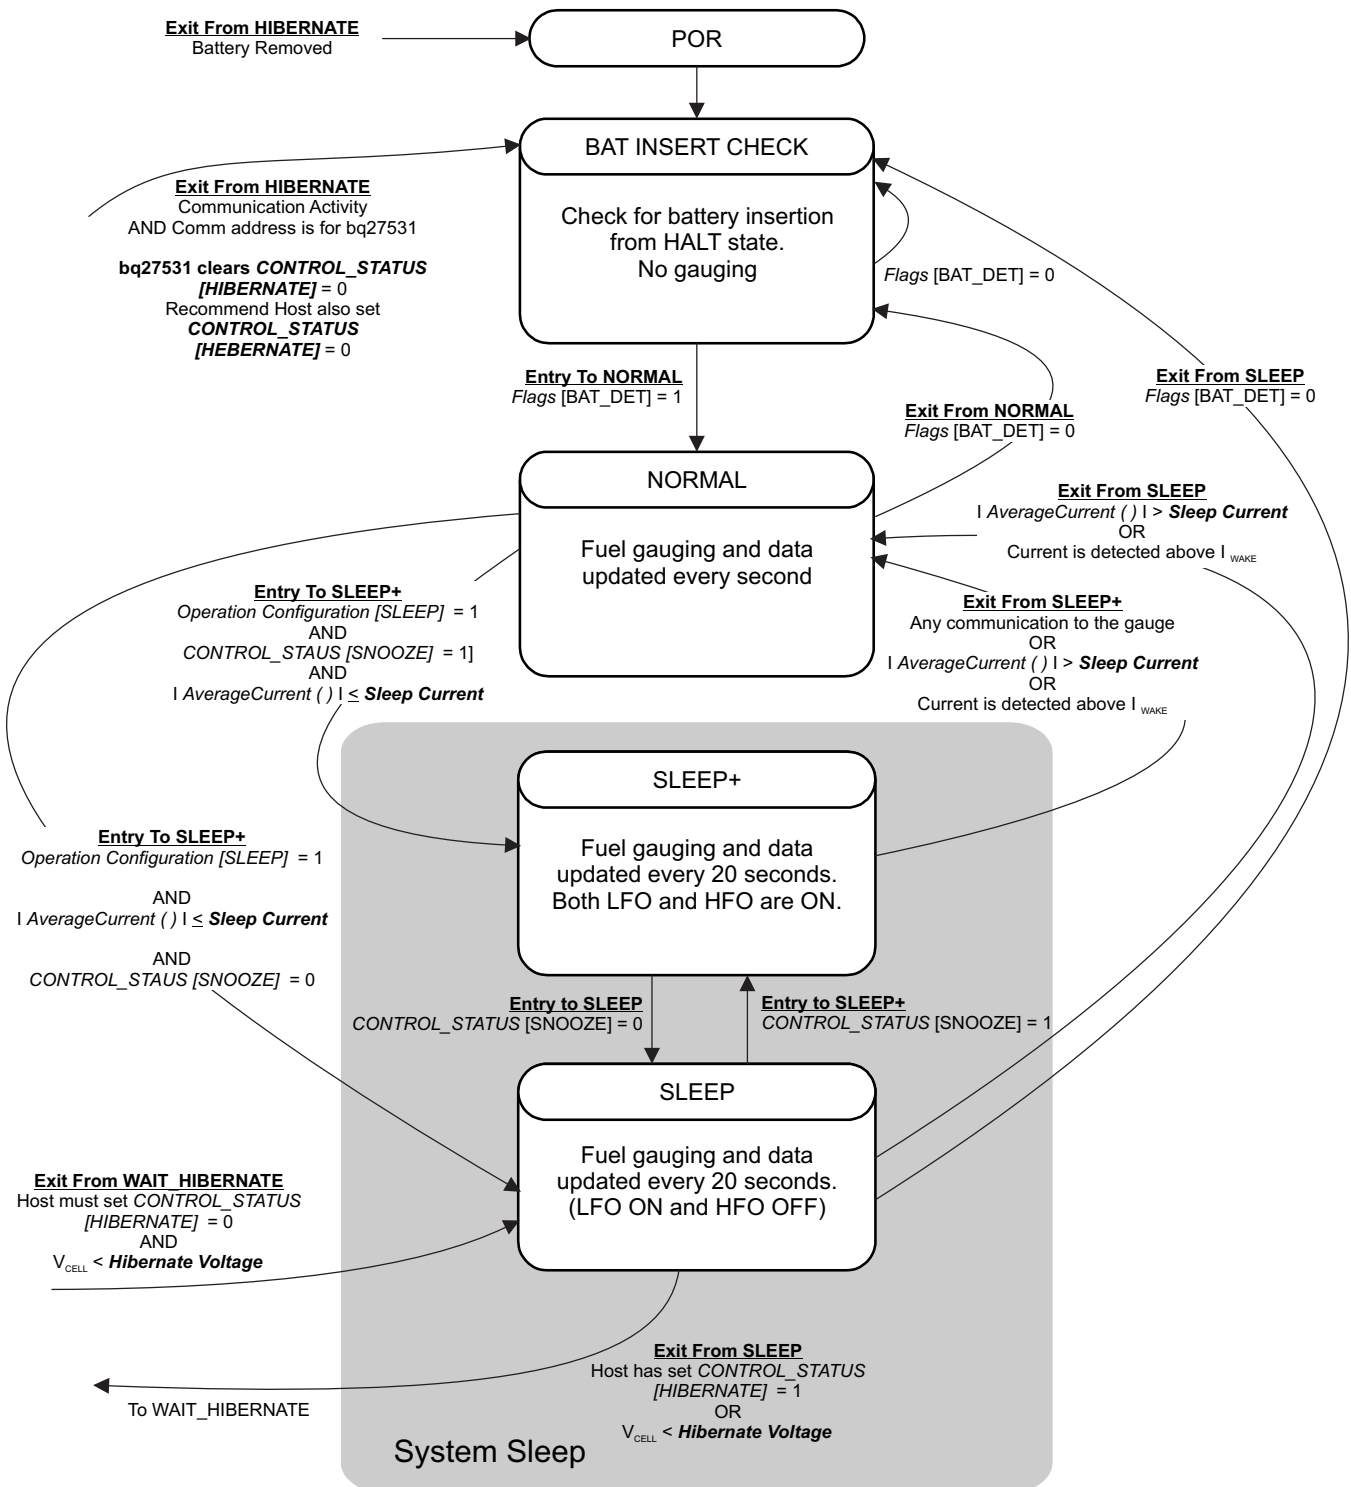 Exit From HIBERNATE
Battery Removed
POR
BAT INSERT CHECK
Check for battery insertion
from HALT state.
No gauging
Exit From HIBERNATE
Communication Activity
AND Comm address is for bq27531
bq27531 clears CONTROL_STATUS
[HIBERNATE] = 0
Recommend Host also set
CONTROL_STATUS
[HEBERNATE] = 0
Flags [BAT_DET] = 0
Entry To NORMAL
Flags [BAT_DET] = 1
Exit From NORMAL
Flags [BAT_DET] = 0
Exit From SLEEP
Flags [BAT_DET] = 0
NORMAL
Fuel gauging and data
updated every second
Exit From SLEEP
I AverageCurrent ( ) I > Sleep Current
OR
Current is detected above I WAKE
Entry To SLEEP+
Operation Configuration [SLEEP] = 1
AND
CONTROL_STAUS [SNOOZE] = 1]
AND
I AverageCurrent ( ) I ≤ Sleep Current
Exit From SLEEP+
Any communication to the gauge
OR
I AverageCurrent ( ) I > Sleep Current
OR
Current is detected above I WAKE
SLEEP+
Fuel gauging and data
updated every 20 seconds.
Both LFO and HFO are ON.
Entry To SLEEP+
Operation Configuration [SLEEP] = 1
AND
I AverageCurrent ( ) I ≤ Sleep Current
AND
CONTROL_STAUS [SNOOZE] = 0
Entry to SLEEP
CONTROL_STATUS [SNOOZE] = 0
Entry to SLEEP+
CONTROL_STATUS [SNOOZE] = 1
SLEEP
Fuel gauging and data
updated every 20 seconds.
(LFO ON and HFO OFF)
Exit From WAIT_HIBERNATE
Host must set CONTROL_STATUS
[HIBERNATE] = 0
AND
VCELL < Hibernate Voltage
Exit From SLEEP
Host has set CONTROL_STATUS
[HIBERNATE] = 1
OR
VCELL < Hibernate Voltage
To WAIT_HIBERNATE
System Sleep